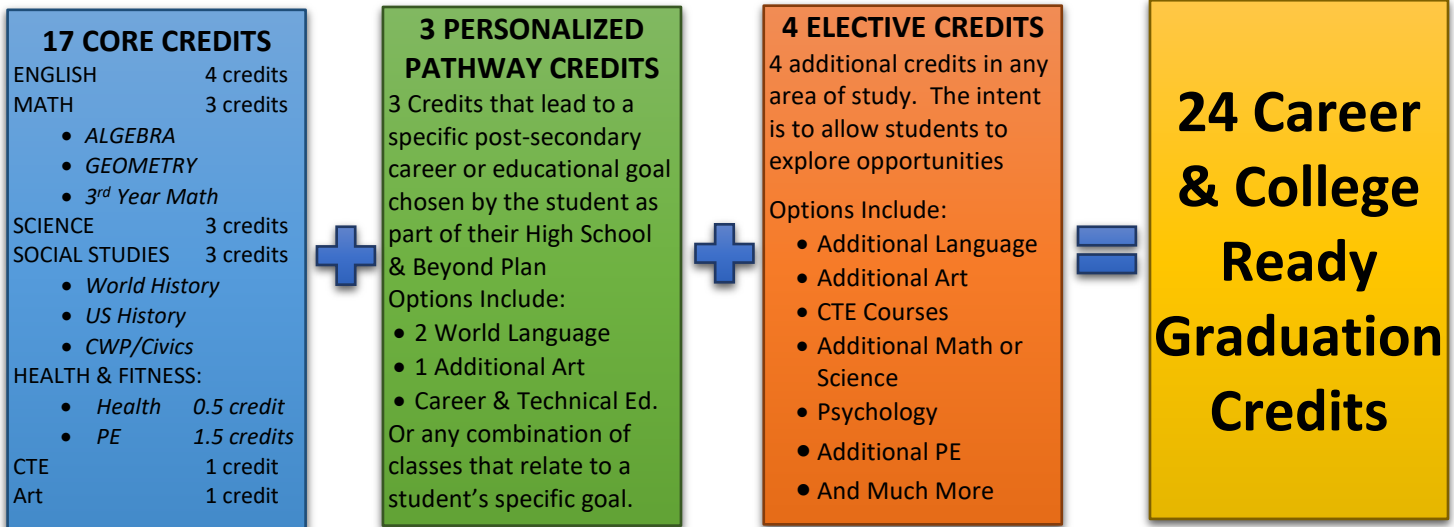 17 CORE CREDITS
ENGLISH 4 credits
MATH 3 credits
• ALGEBRA
• GEOMETRY
• 3rd Year Math
SCIENCE 3 credits
SOCIAL STUDIES 3 credits
• World History
• US History
• CWP/Civics
HEALTH & FITNESS:
• Health 0.5 credit
• PE 1.5 credits
CTE 1 credit
Art 1 credit
3 PERSONALIZED
PATHWAY CREDITS
3 Credits that lead to a
specific post-secondary
career or educational goal
chosen by the student as
part of their High School
& Beyond Plan
Options Include:
• 2 World Language
• 1 Additional Art
• Career & Technical Ed.
Or any combination of
classes that relate to a
student’s specific goal.
4 ELECTIVE CREDITS
4 additional credits in any
area of study.  The intent
is to allow students to
explore opportunities
Options Include:
• Additional Language
• Additional Art
• CTE Courses
• Additional Math or
Science
• Psychology
• Additional PE
• And Much More
24 Career
& College
Ready
Graduation
Credits